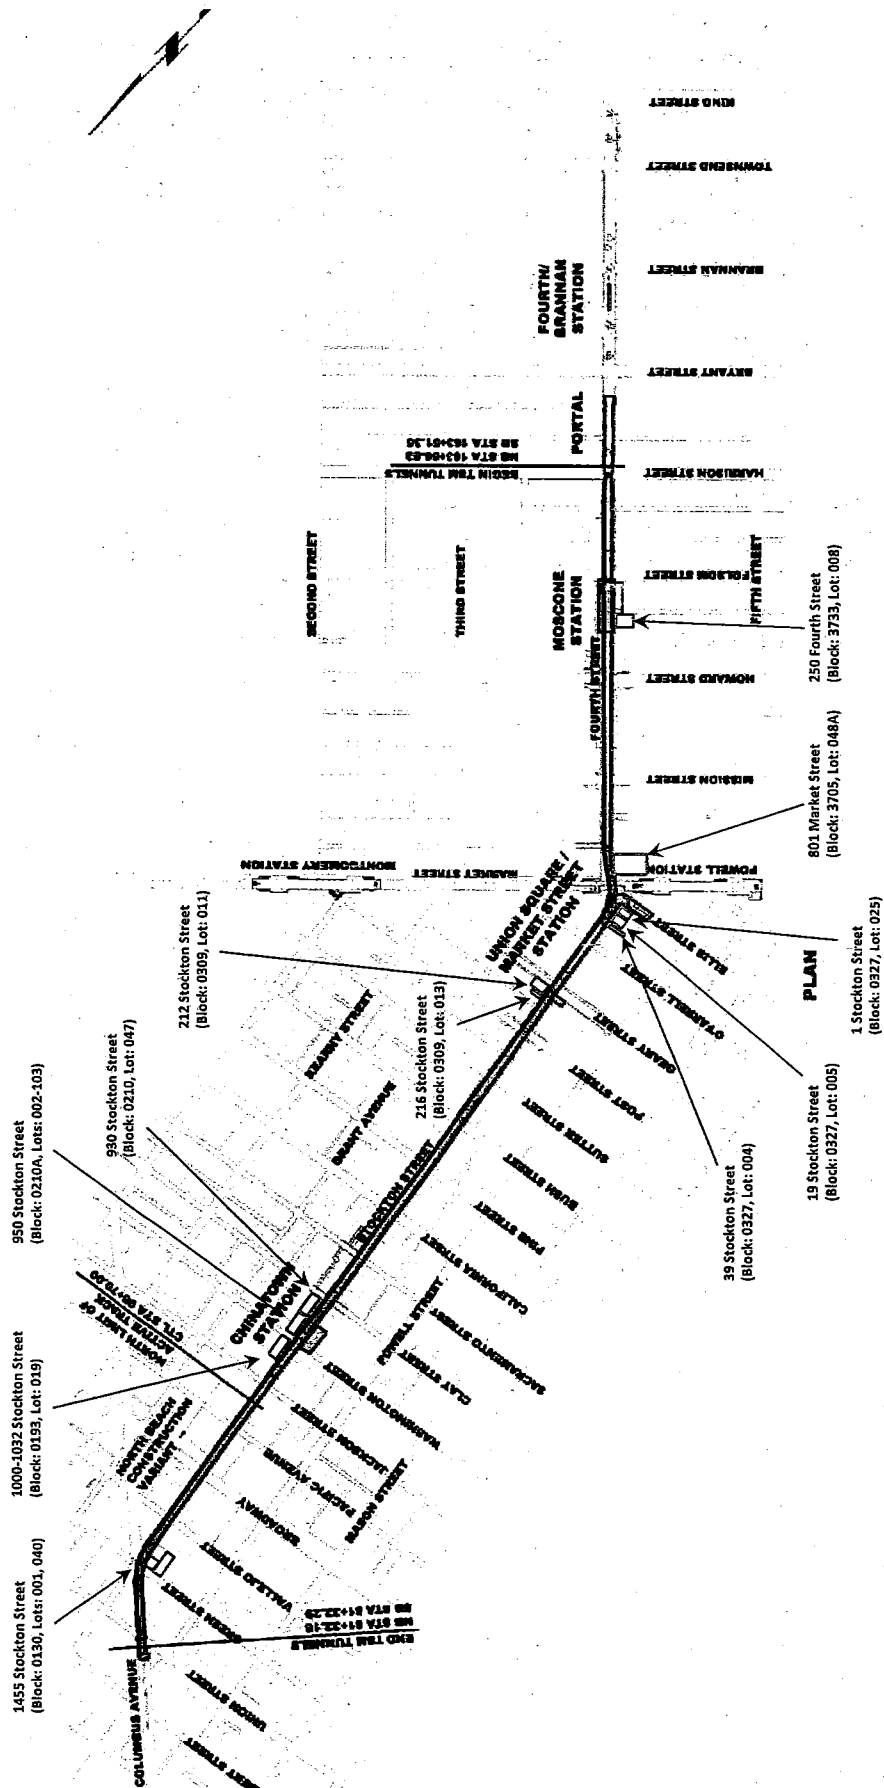 1455 Stockton Street
(Block: 0130, Lots: 001, 040)
1000-1032 Stockton Street
(Block: 0193, Lot: 019)
950 Stockton Street
(Block: 0210A, Lots: 002-103)
930 Stockton Street
(Block: 0210, Lot: 047)
212 Stockton Street
(Block: 0309, Lot: 011)
216 Stockton Street
(Block: 0309, Lot: 013)
COLUMBUS AVENUE
NORTH BEACH
CONSTRUCTION
VARIANT
NORTH LIMIT OF
ACTIVE TRACK
CTL STA 96+70.00
CHINATOWN
STATION
STOCKTON STREET
GRANT AVENUE
KEARNY STREET
UNION SQUARE /
MARKET STREET
STATION
MONTGOMERY STATION
MARKET STREET
POWELL STATION
SECOND STREET
THIRD STREET
FOURTH STREET
FIFTH STREET
MOSCONE
STATION
BEGIN TBM TUNNELS
PORTAL
FOURTH/
BRANNAN
STATION
KING STREET
TOWNSEND STREET
BRANNAN STREET
BRYANT STREET
HARRISON STREET
FOLSOM STREET
HOWARD STREET
MISSION STREET
ELLIS STREET
O'FARRELL STREET
GEARY STREET
POST STREET
SUTTER STREET
BUSH STREET
PINE STREET
CALIFORNIA STREET
SACRAMENTO STREET
CLAY STREET
WASHINGTON STREET
JACKSON STREET
PACIFIC AVENUE
BROADWAY
VALLEJO STREET
GREEN STREET
UNION STREET
POWELL STREET
MASON STREET
END TBM TUNNELS
PLAN
39 Stockton Street
(Block: 0327, Lot: 004)
19 Stockton Street
(Block: 0327, Lot: 005)
1 Stockton Street
(Block: 0327, Lot: 025)
801 Market Street
(Block: 3705, Lot: 048A)
250 Fourth Street
(Block: 3733, Lot: 008)